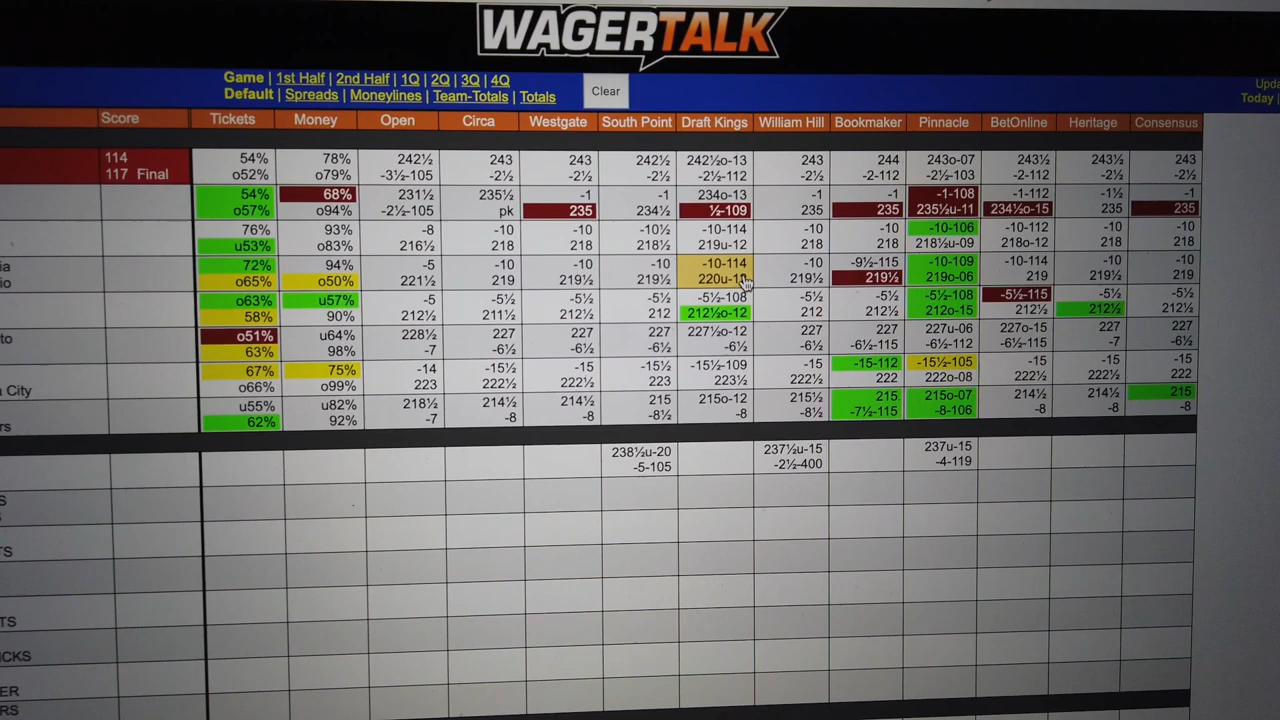 WAGERTALK
Game | 1st Half | 2nd Half | 1Q | 2Q | 3Q | 4Q
Default | Spreads | Moneylines | Team-Totals | Totals
Clear
Today |
Score Tickets Money Open Circa Westgate South Point Draft Kings William Hill Bookmaker Pinnacle BetOnline Heritage Consensus
114 54% 78% 242½ 243 243 242½ 242½o-13 243 244 243o-07 243½ 243½ 243
117 Final o52% o79% -3½-105 -2½ -2½ -2½ -2½-112 -2½ -2-112 -2½-103 -2-112 -2½ -2½
54% 68% 231½ 235½ -1 -1 234o-13 -1 -1 -1-108 -1-112 -1½ -1
o57% o94% -2½-105 pk 235 234½ ½-109 235 235 235½u-11 234½o-15 235 235
76% 93% -8 -10 -10 -10½ -10-114 -10 -10 -10-106 -10-112 -10 -10
u53% o83% 216½ 218 218 218½ 219u-12 218 218 218½u-09 218o-12 218 218
ia 72% 94% -5 -10 -10 -10 -10-114 -10 -9½-115 -10-109 -10-114 -10 -10
io o65% o50% 221½ 219 219½ 219½ 220u-1 219½ 219½ 219o-06 219 219½ 219
o63% u57% -5 -5½ -5½ -5½ -5½-108 -5½ -5½ -5½-108 -5½-115 -5½ -5½
58% 90% 212½ 211½ 212½ 212 212½o-12 212 212½ 212o-15 212½ 212½ 212½
to o51% u64% 228½ 227 227 227 227½o-12 227 227 227u-06 227o-15 227 227
63% 98% -7 -6½ -6½ -6½ -6½ -6½ -6½-115 -6½-112 -6½-115 -7 -6½
67% 75% -14 -15½ -15 -15½ -15½-109 -15 -15-112 -15½-105 -15 -15 -15
City o66% o99% 223 222½ 222½ 223 223½ 222½ 222 222o-08 222½ 222½ 222
u55% u82% 218½ 214½ 214½ 215 215o-12 215½ 215 215o-07 214½ 214½ 215
rs 62% 92% -7 -8 -8 -8½ -8 -8½ -7½-115 -8-106 -8 -8 -8
238½u-20 237½u-15 237u-15
-5-105 -2½-400 -4-119
S
TS
TS
ICKS
ER
RS